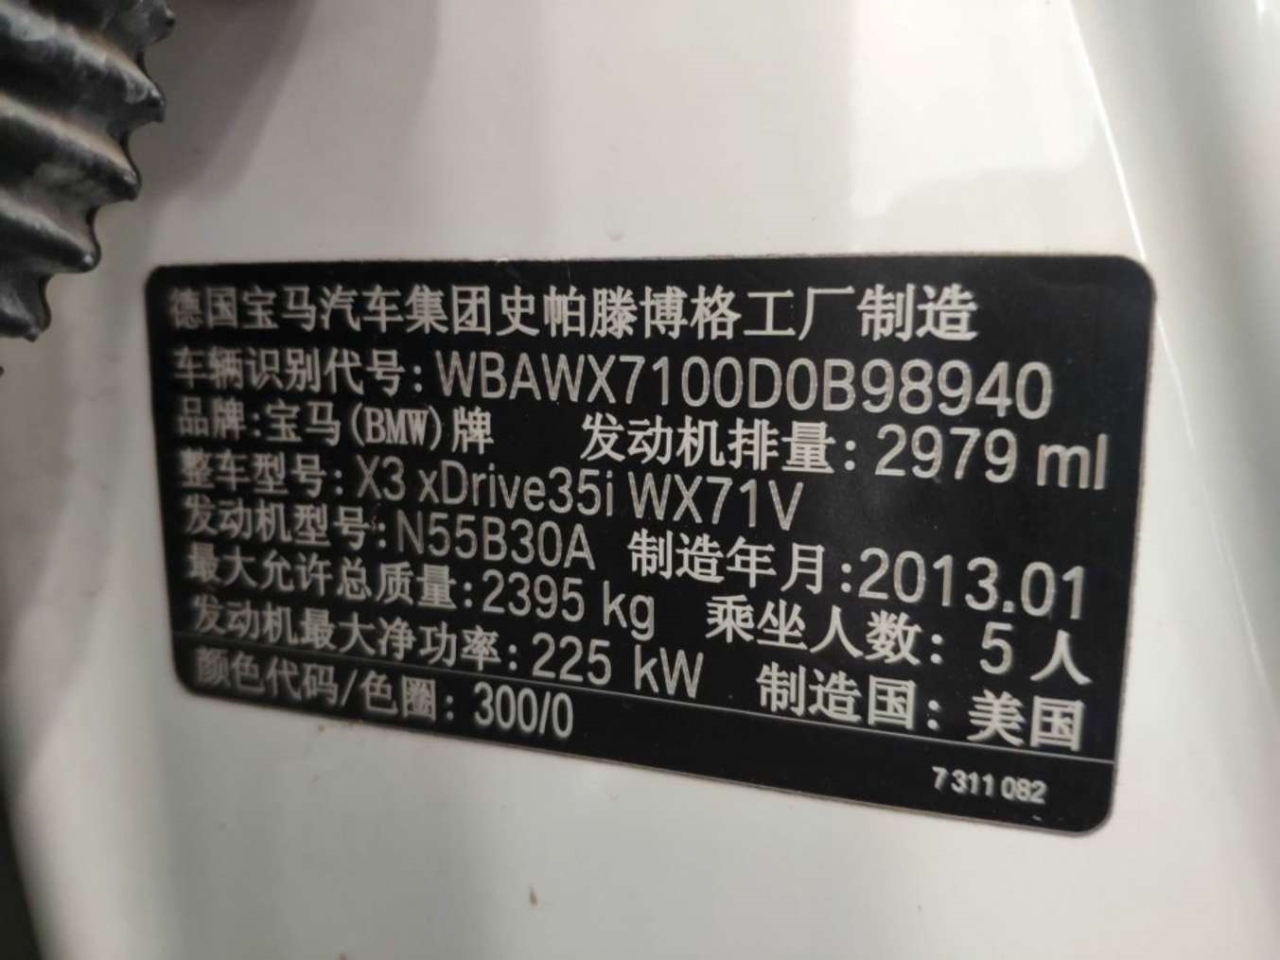 德国宝马汽车集团史帕滕博格工厂制造
车辆识别代号: WBAWX7100D0B98940
品牌: 宝马(BMW)牌 发动机排量: 2979 ml
整车型号: X3 xDrive35i WX71V
发动机型号: N55B30A 制造年月: 2013.01
最大允许总质量: 2395 kg 乘坐人数: 5 人
发动机最大净功率: 225 kW 制造国: 美国
颜色代码/色圈: 300/0
7 311 082